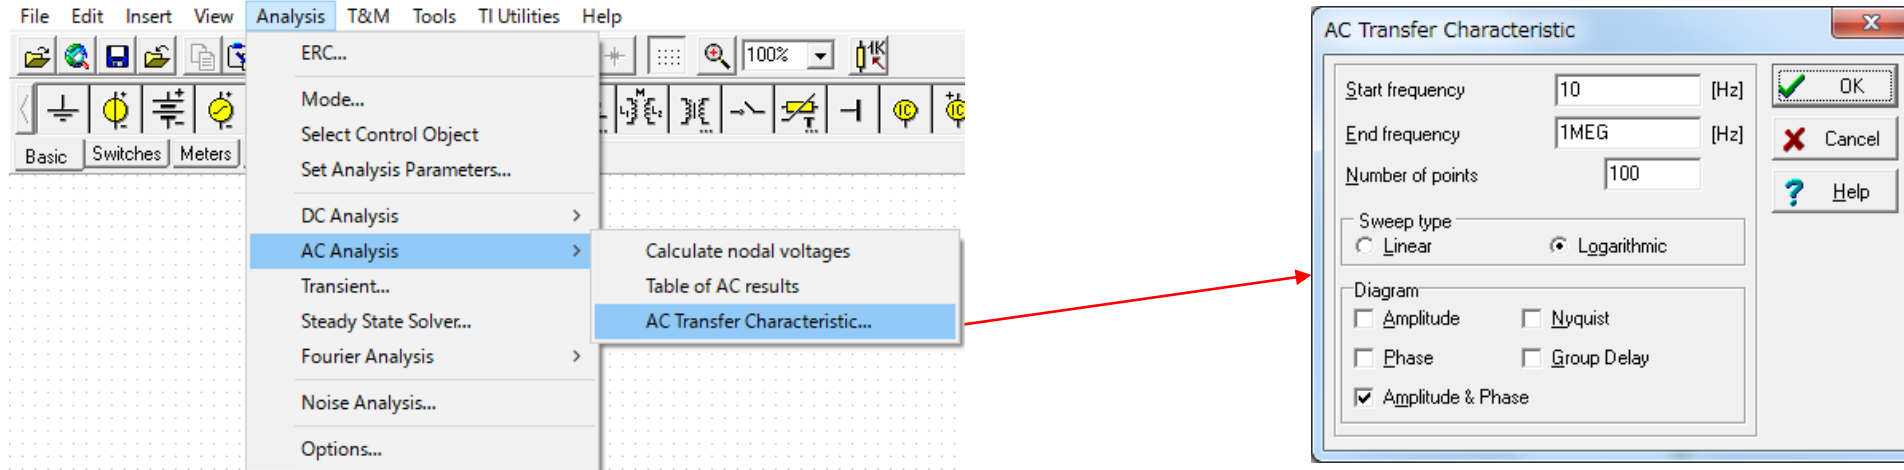 File Edit Insert View Analysis T&M Tools TI Utilities Help
ERC...
100%
1K
Mode...
Select Control Object
Set Analysis Parameters...
Basic Switches Meters
DC Analysis
AC Analysis
Transient...
Steady State Solver...
Fourier Analysis
Noise Analysis...
Options...
Calculate nodal voltages
Table of AC results
AC Transfer Characteristic...
AC Transfer Characteristic
Start frequency 10 [Hz]
End frequency 1MEG [Hz]
Number of points 100
Sweep type
Linear Logarithmic
Diagram
Amplitude Nyquist
Phase Group Delay
Amplitude & Phase
OK
Cancel
Help